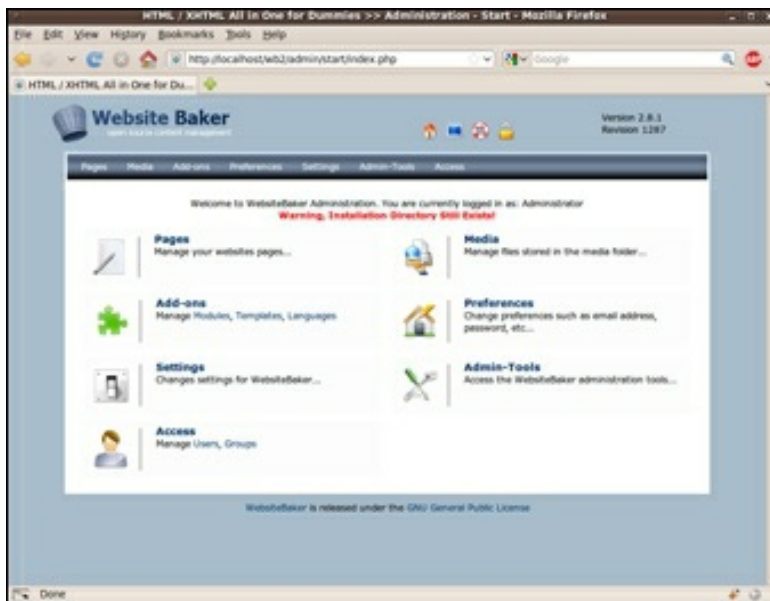 HTML / XHTML All in One for Dummies >> Administration - Start - Mozilla Firefox
File Edit View History Bookmarks Tools Help
http://localhost/wb2/admin/start/index.php
Google
ABP
HTML / XHTML All in One for Du...
Website Baker
open source content management
Version 2.8.1
Revision 1287
Pages Media Add-ons Preferences Settings Admin-Tools Access
Welcome to WebsiteBaker Administration. You are currently logged in as: Administrator
Warning, Installation Directory Still Exists!
Pages
Manage your websites pages...
Media
Manage files stored in the media folder...
Add-ons
Manage Modules, Templates, Languages
Preferences
Change preferences such as email address,
password, etc...
Settings
Changes settings for WebsiteBaker...
Admin-Tools
Access the WebsiteBaker administration tools...
Access
Manage Users, Groups
WebsiteBaker is released under the GNU General Public License
Done